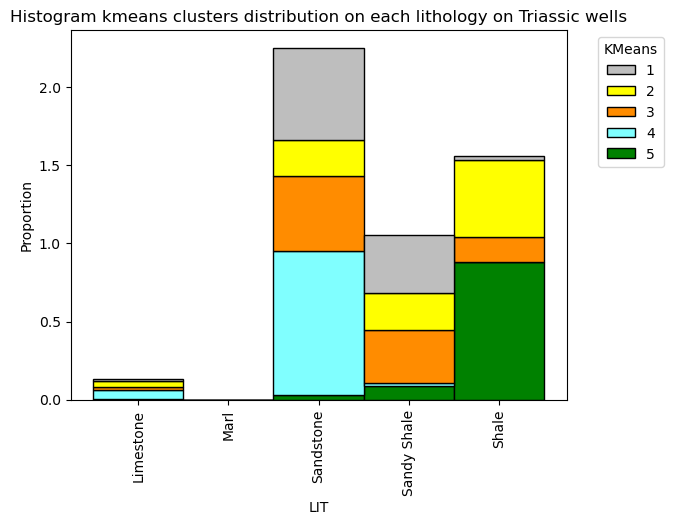 Histogram kmeans clusters distribution on each lithology on Triassic wells
KMeans
1
2
3
4
5
Proportion
2.0
1.5
1.0
0.5
0.0
Limestone
Marl
Sandstone
Sandy Shale
Shale
LIT